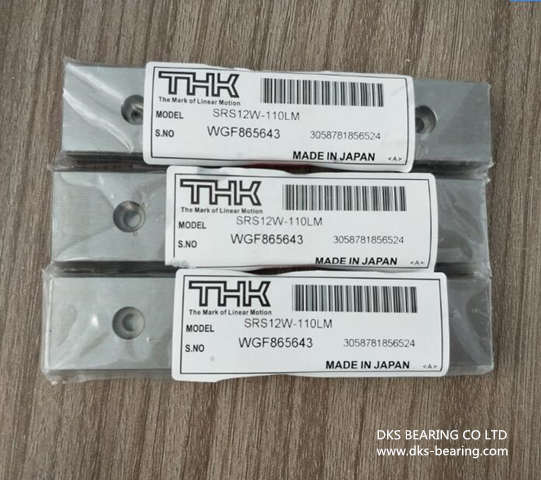 THK
The Mark of Linear Motion
MODEL SRS12W-110LM
S.NO WGF865643 3058781856524
MADE IN JAPAN <A>
THK
The Mark of Linear Motion
MODEL SRS12W-110LM
S.NO WGF865643 3058781856524
MADE IN JAPAN <A>
THK
The Mark of Linear Motion
MODEL SRS12W-110LM
S.NO WGF865643 3058781856524
MADE IN JAPAN <A>
DKS BEARING CO LTD
www.dks-bearing.com